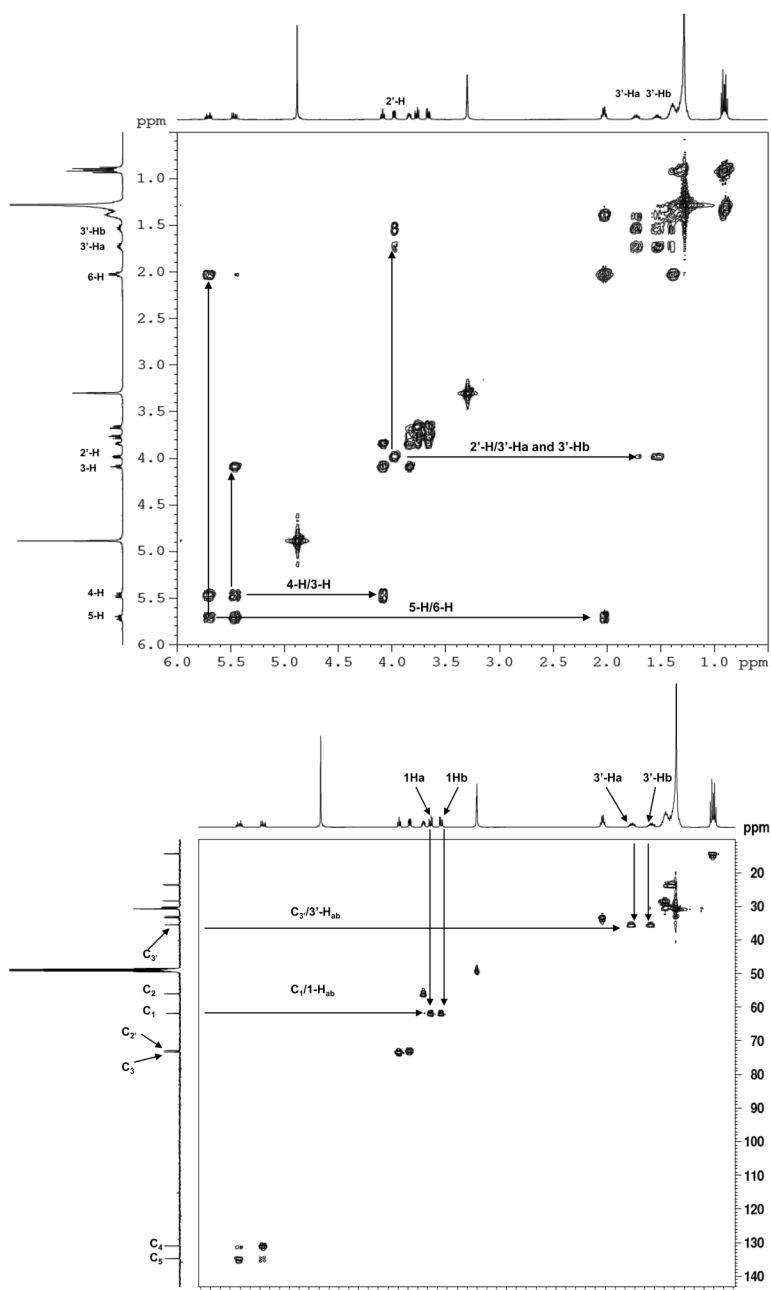 2'-H
3'-Ha 3'-Hb
ppm
1.0
3'-Hb
1.5
3'-Ha
6-H
2.0
2.5
3.0
3.5
2'-H
4.0
2'-H/3'-Ha and 3'-Hb
3-H
4.5
5.0
4-H
5.5
4-H/3-H
5-H
5-H/6-H
6.0
6.0 5.5 5.0 4.5 4.0 3.5 3.0 2.5 2.0 1.5 1.0 ppm
1Ha 1Hb 3'-Ha 3'-Hb
ppm
20
30
C3'/3'-Hab
40
C3'
50
C2
C1/1-Hab
60
C1
70
C2'
C3
80
90
100
110
120
C4
130
C5
140